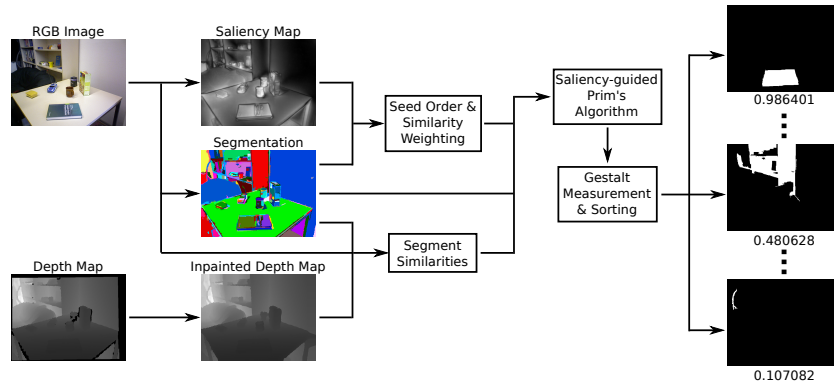 RGB Image
Saliency Map
Segmentation
Depth Map
Inpainted Depth Map
Seed Order &
Similarity
Weighting
Segment
Similarities
Saliency-guided
Prim's
Algorithm
Gestalt
Measurement
& Sorting
0.986401
0.480628
0.107082